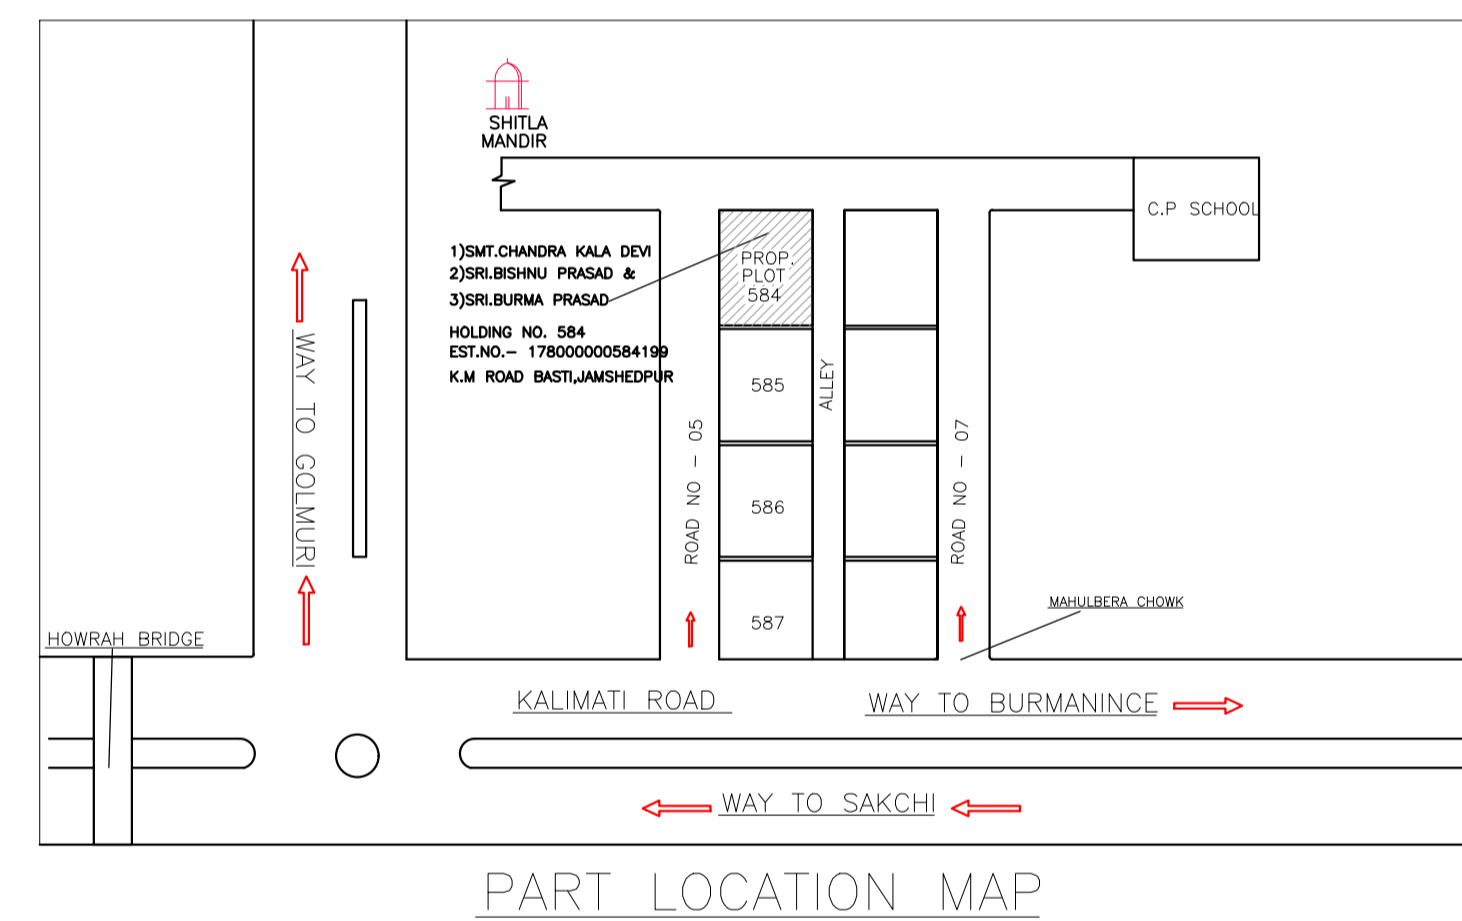 SHITLA
MANDIR
C.P SCHOOL
1)SMT.CHANDRA KALA DEVI
2)SRI.BISHNU PRASAD &
3)SRI.BURMA PRASAD
HOLDING NO. 584
EST.NO.- 178000000584199
K.M ROAD BASTI,JAMSHEDPUR
PROP.
PLOT
584
585
586
587
ALLEY
ROAD NO - 05
ROAD NO - 07
WAY TO GOLMURI
MAHULBERA CHOWK
HOWRAH BRIDGE
KALIMATI ROAD
WAY TO BURMANINCE
WAY TO SAKCHI
PART LOCATION MAP